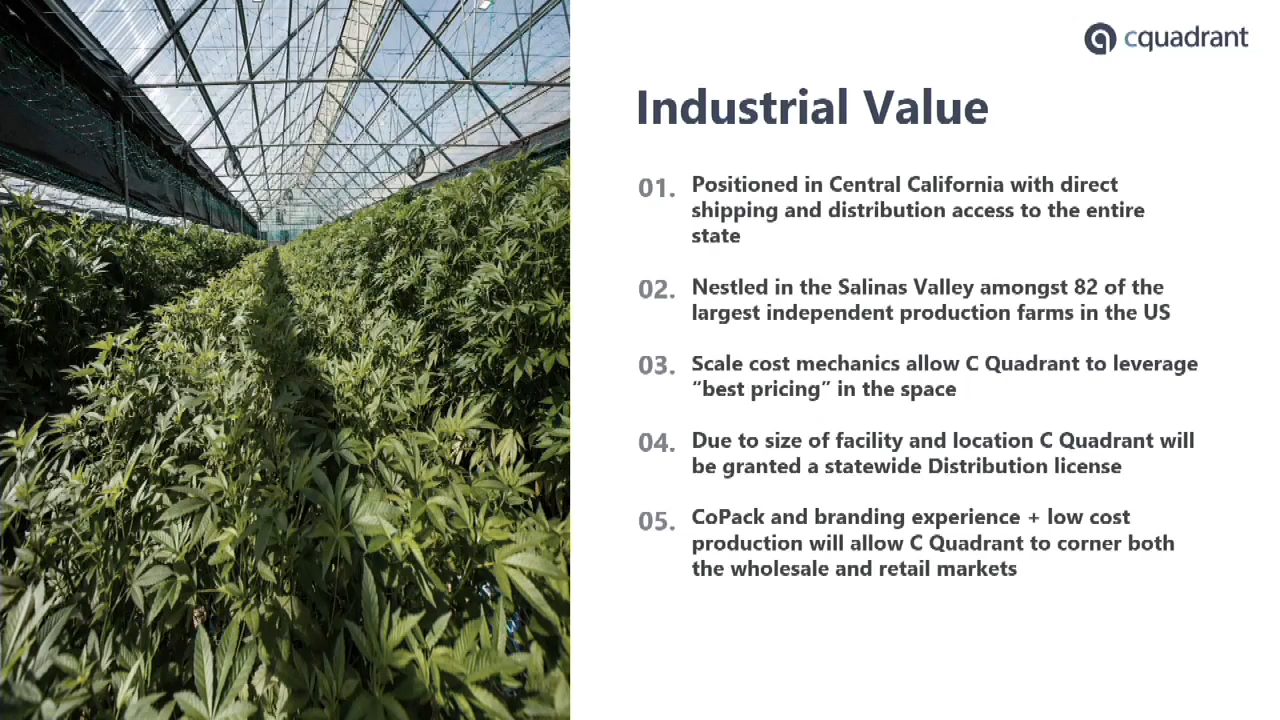 cquadrant
Industrial Value
01. Positioned in Central California with direct
shipping and distribution access to the entire
state
02. Nestled in the Salinas Valley amongst 82 of the
largest independent production farms in the US
03. Scale cost mechanics allow C Quadrant to leverage
“best pricing” in the space
04. Due to size of facility and location C Quadrant will
be granted a statewide Distribution license
05. CoPack and branding experience + low cost
production will allow C Quadrant to corner both
the wholesale and retail markets